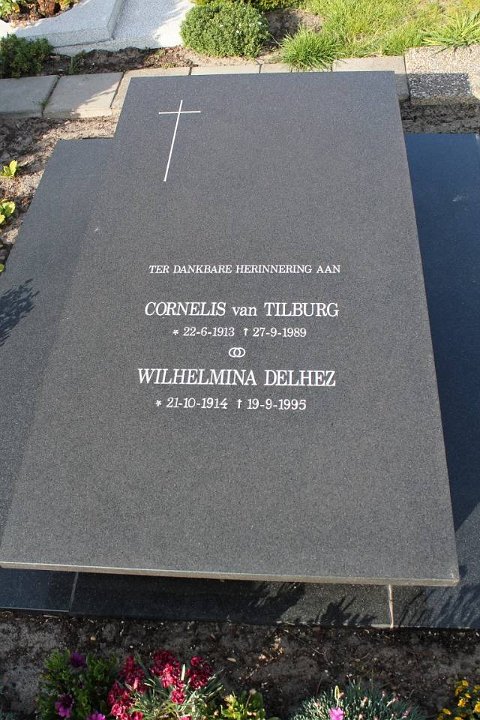 TER DANKBARE HERINNERING AAN
CORNELIS van TILBURG
* 22-6-1913 † 27-9-1989
WILHELMINA DELHEZ
* 21-10-1914 † 19-9-1995